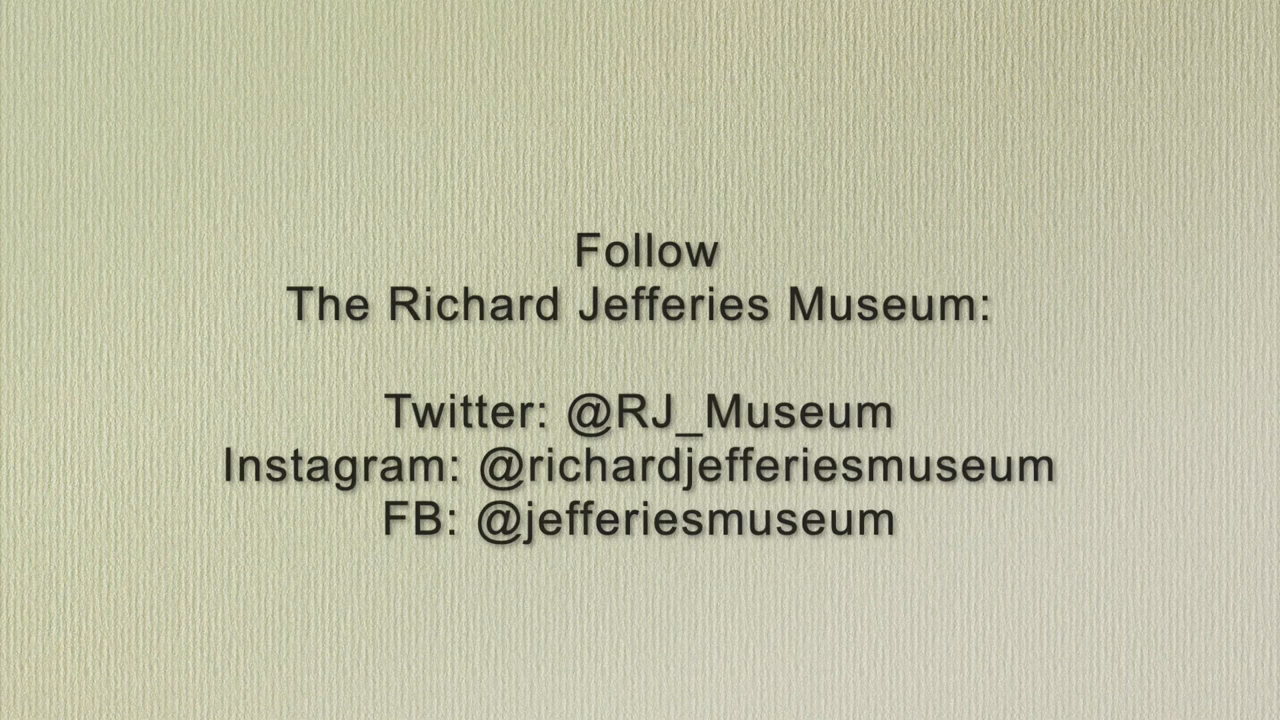 Follow
The Richard Jefferies Museum:
Twitter: @RJ_Museum
Instagram: @richardjefferiesmuseum
FB: @jefferiesmuseum